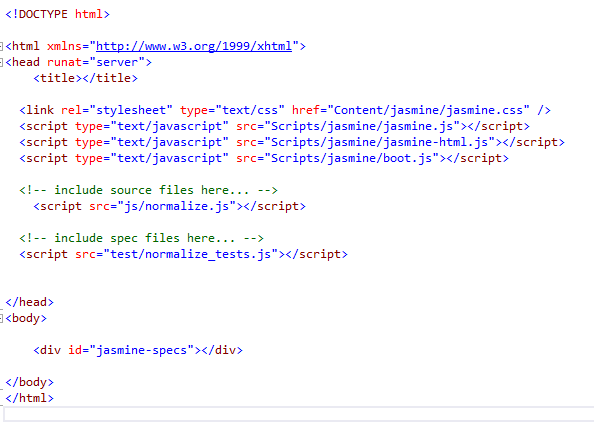 <!DOCTYPE html>
<html xmlns="http://www.w3.org/1999/xhtml">
<head runat="server">
<title></title>
<link rel="stylesheet" type="text/css" href="Content/jasmine/jasmine.css" />
<script type="text/javascript" src="Scripts/jasmine/jasmine.js"></script>
<script type="text/javascript" src="Scripts/jasmine/jasmine-html.js"></script>
<script type="text/javascript" src="Scripts/jasmine/boot.js"></script>
<!-- include source files here... -->
<script src="js/normalize.js"></script>
<!-- include spec files here... -->
<script src="test/normalize_tests.js"></script>
</head>
<body>
<div id="jasmine-specs"></div>
</body>
</html>